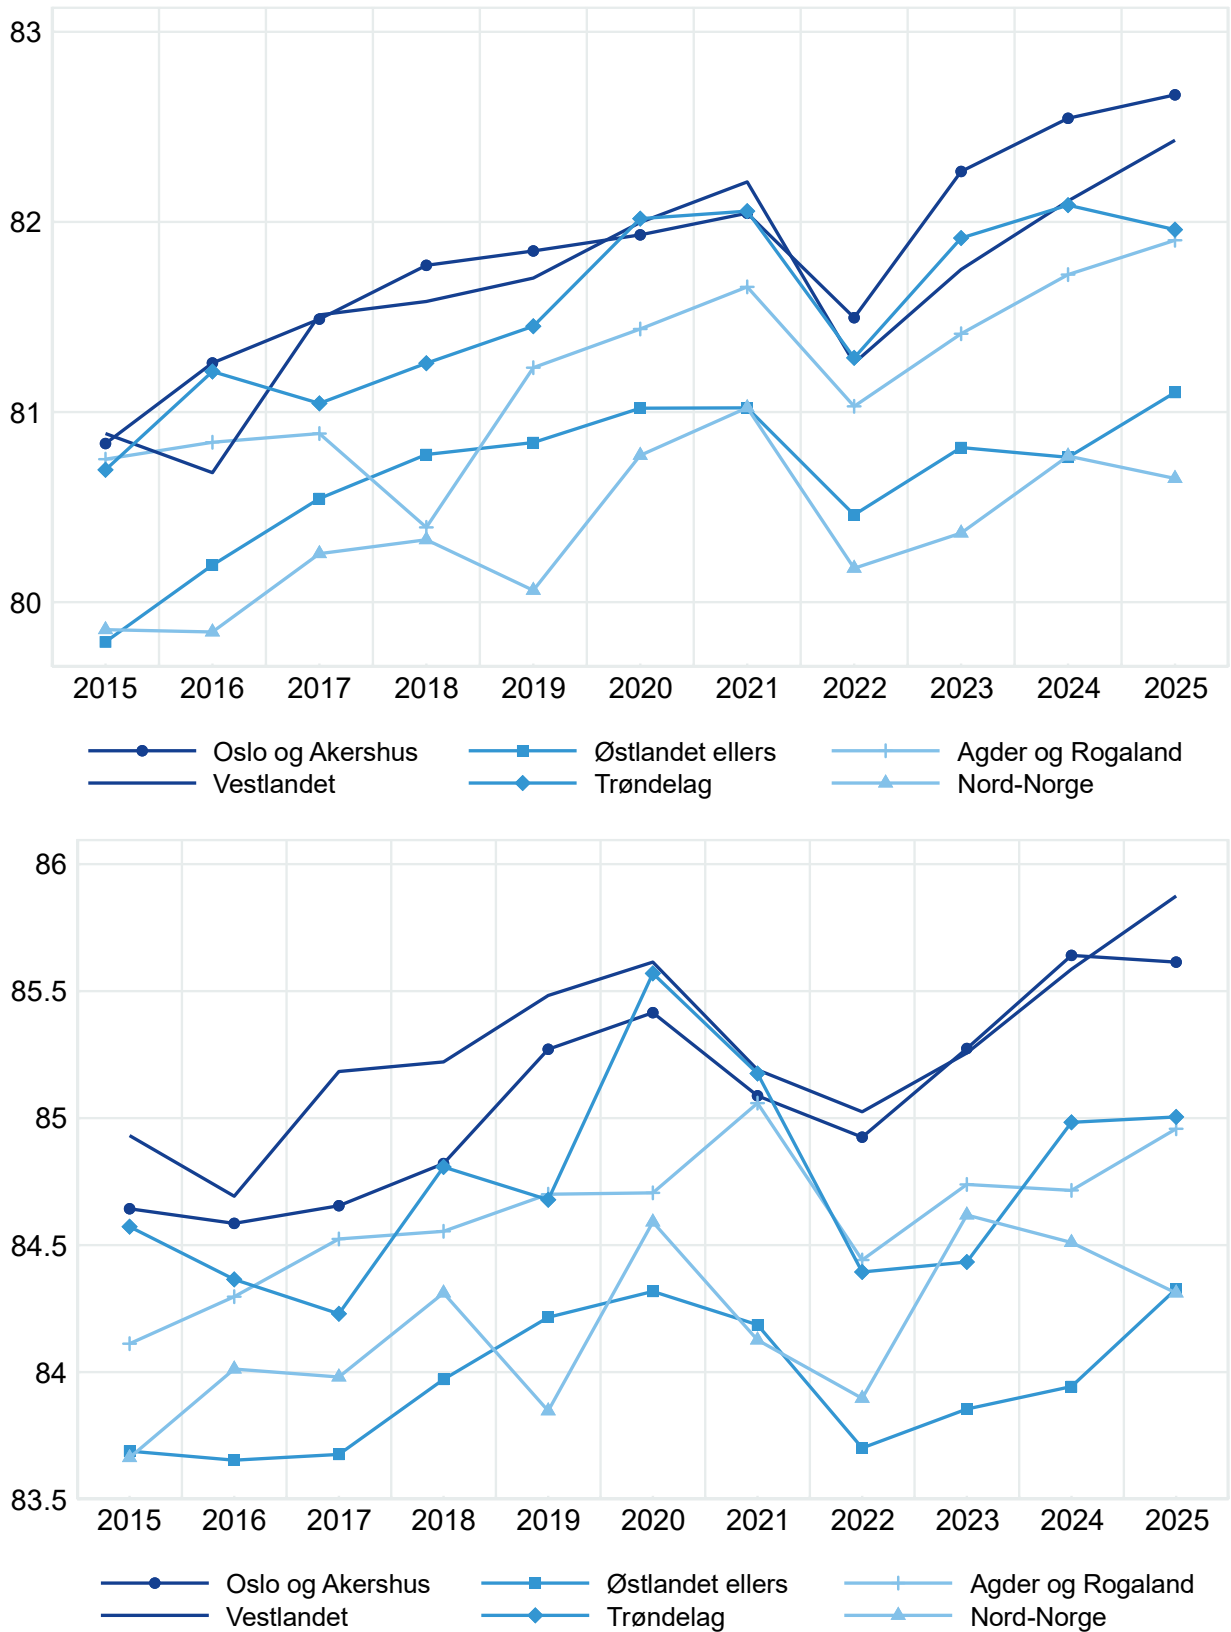 83
82
81
80
2015 2016 2017 2018 2019 2020 2021 2022 2023 2024 2025
Oslo og Akershus Østlandet ellers Agder og Rogaland
Vestlandet Trøndelag Nord-Norge
86
85.5
85
84.5
84
83.5
2015 2016 2017 2018 2019 2020 2021 2022 2023 2024 2025
Oslo og Akershus Østlandet ellers Agder og Rogaland
Vestlandet Trøndelag Nord-Norge